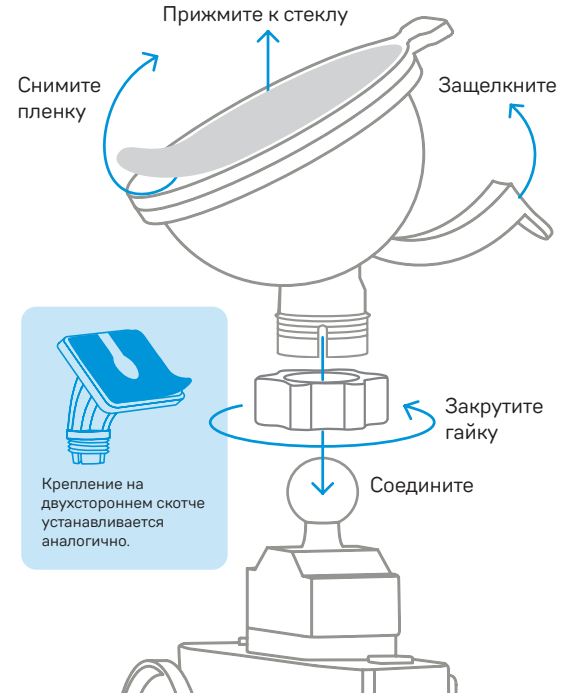 Прижмите к стеклу
Снимите
пленку
Защелкните
Закрутите
гайку
Соедините
Крепление на
двухстороннем скотче
устанавливается
аналогично.